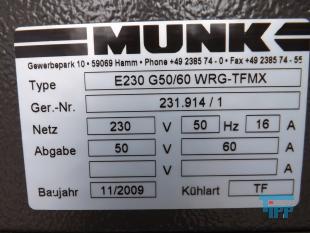 MUNK
Gewerbepark 10 • 59069 Hamm • Phone +49 2385 74 - 0 • Fax +49 2385 74 - 55
Type E230 G50/60 WRG-TFMX
Ger.-Nr. 231.914 / 1
Netz 230 V 50 Hz 16 A
Abgabe 50 V 60 A
Baujahr 11/2009 Kühlart TF
TIPP